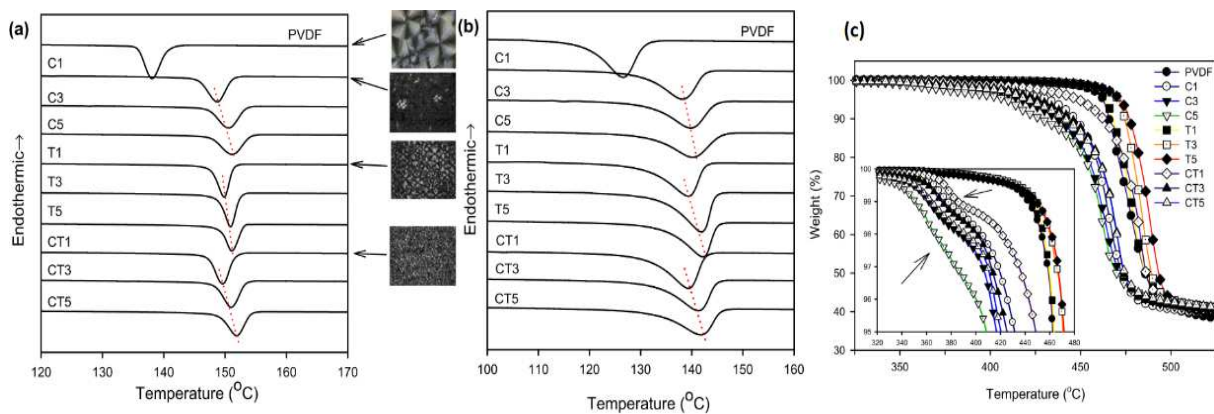 (a)
PVDF
C1
C3
C5
T1
T3
T5
CT1
CT3
CT5
Endothermic→
120 130 140 150 160 170
Temperature (°C)
(b)
PVDF
C1
C3
C5
T1
T3
T5
CT1
CT3
CT5
Endothermic→
100 110 120 130 140 150 160
Temperature (°C)
(c)
100
90
80
70
60
50
40
30
Weight (%)
350 400 450 500
Temperature (°C)
PVDF
C1
C3
C5
T1
T3
T5
CT1
CT3
CT5
100
99
98
97
96
95
320 340 360 380 400 420 440 460 480